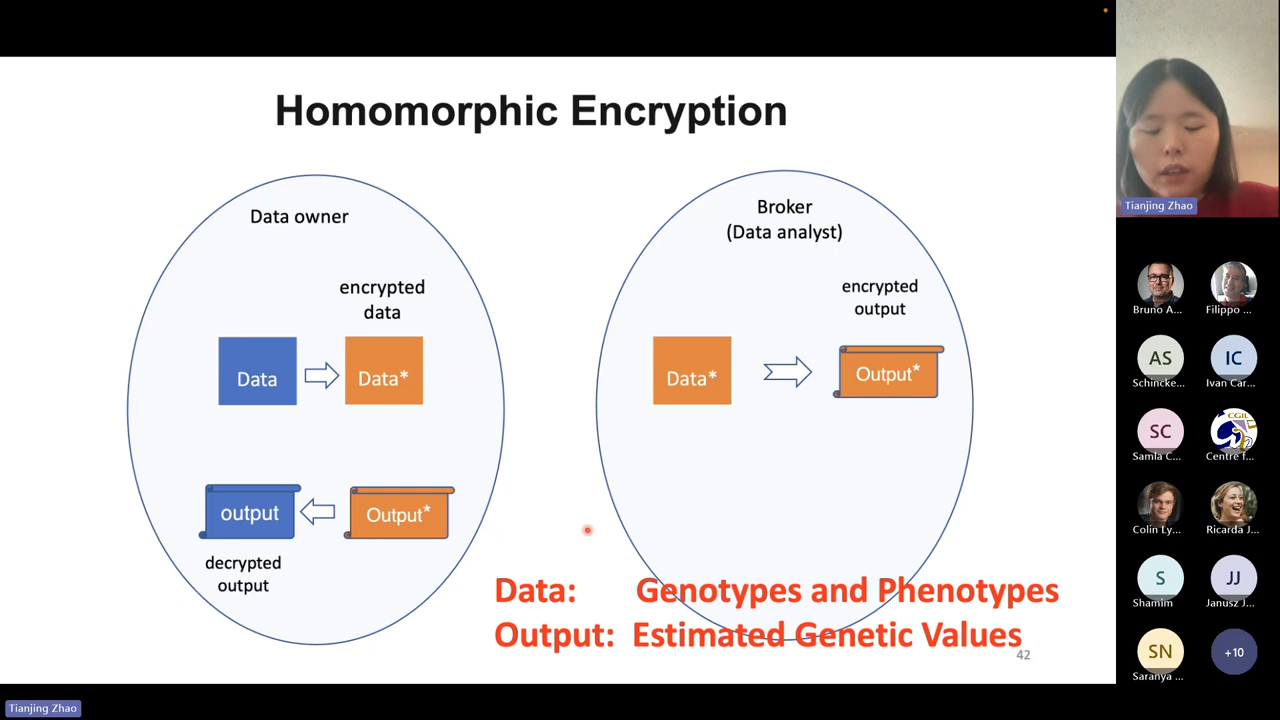 Homomorphic Encryption
Data owner
encrypted
data
Data
Data*
output
Output*
decrypted
output
Broker
(Data analyst)
encrypted
output
Data*
Output*
Data: Genotypes and Phenotypes
Output: Estimated Genetic Values
42
Tianjing Zhao
Bruno A...
Filippo ...
AS
Schincke...
IC
Ivan Car...
SC
Samla C...
CGIL
Centre f...
Colin Ly...
Ricarda J...
S
Shamim
JJ
Janusz J...
SN
Saranya ...
+10
Tianjing Zhao